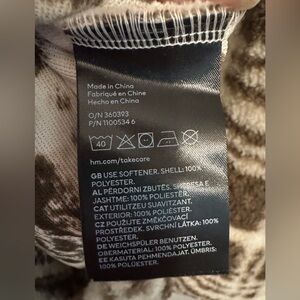 Made in China
Fabriqué en Chine
Hecho en China
O/N 360393
P/N 1100534 6
40
hm.com/takecare
GB USE SOFTENER. SHELL: 100%
POLYESTER.
AL PËRDORNI ZBUTËS. SIPËRFAQJA E
JASHTME: 100% POLIESTËR.
CAT UTILITZEU SUAVITZANT.
EXTERIOR: 100% POLIÈSTER.
CZ POUŽIJTE ZMĚKČOVACÍ
PROSTŘEDEK. SVRCHNÍ LÁTKA: 100%
POLYESTER.
DE WEICHSPÜLER BENUTZEN.
OBERMATERIAL: 100% POLYESTER.
EE KASUTA PEHMENDAJAT. ÜMBRIS:
100% POLÜESTER.